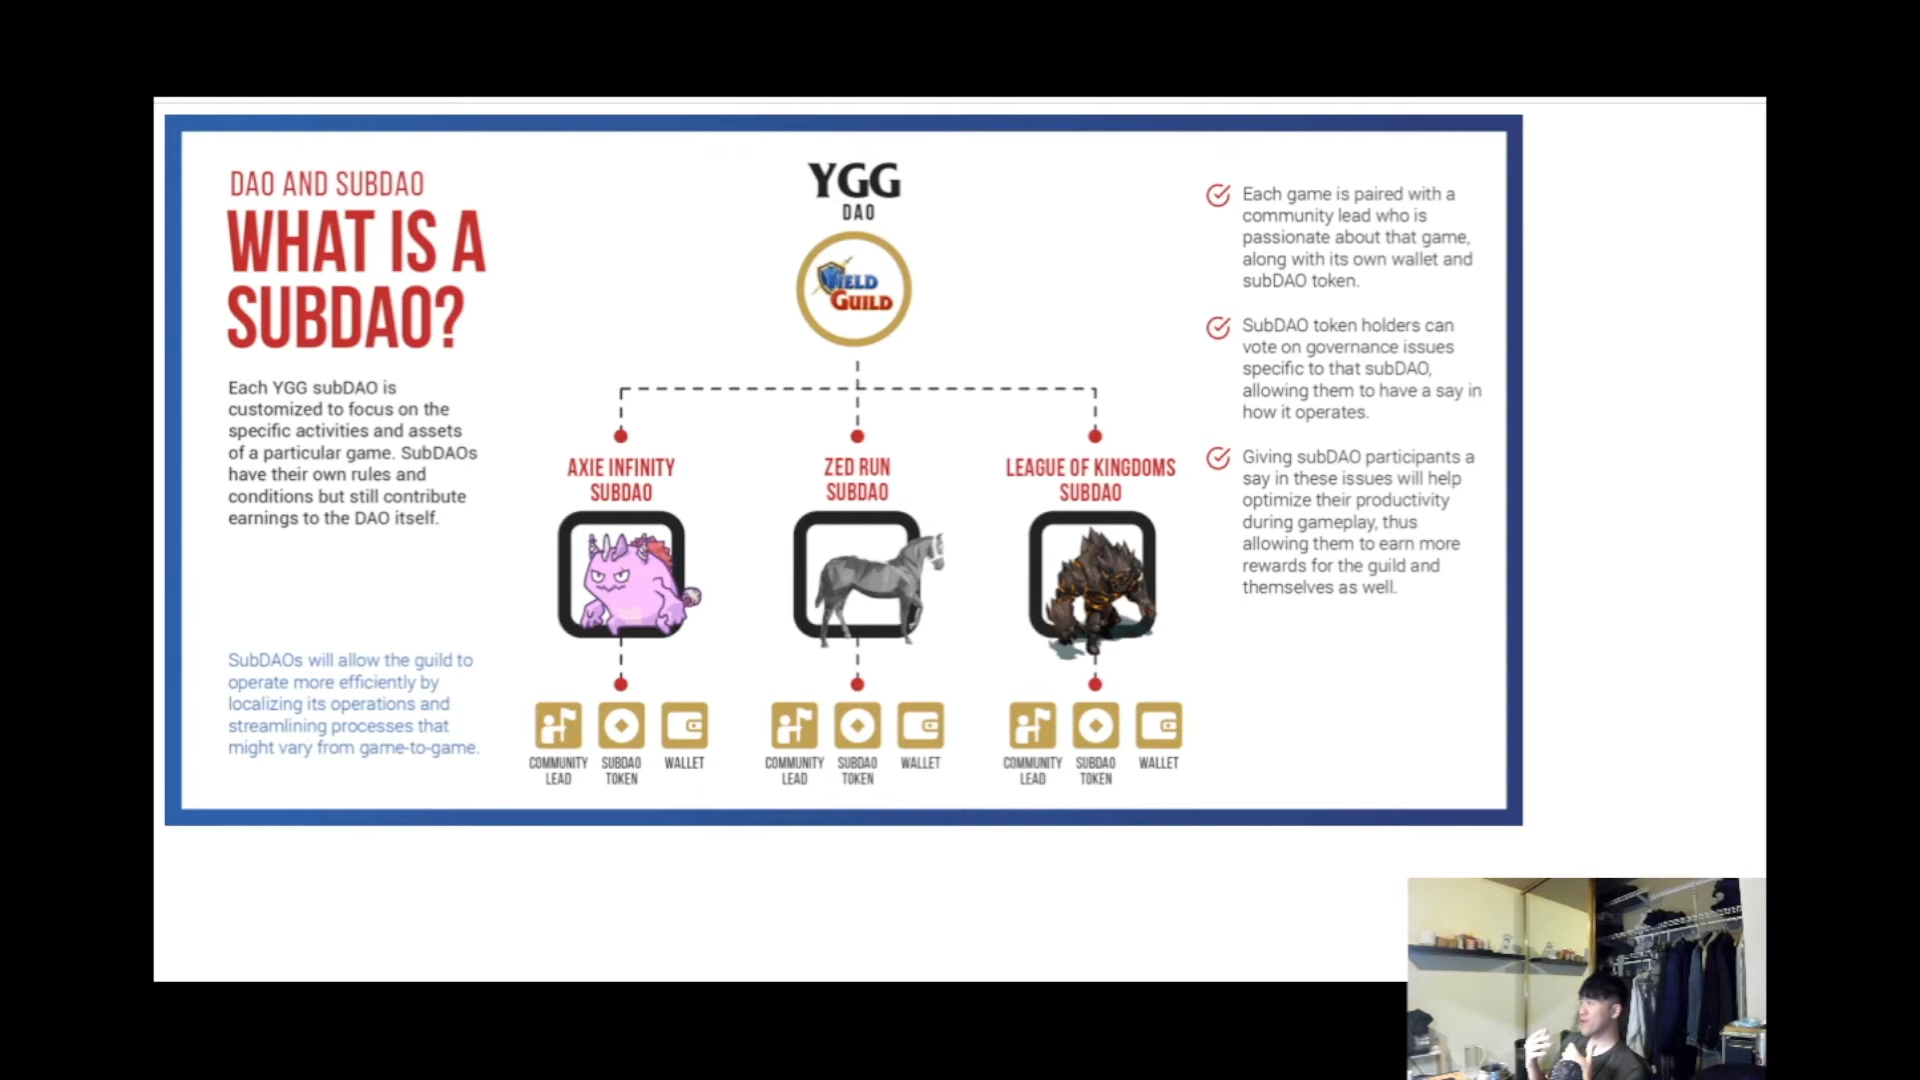 DAO AND SUBDAO
WHAT IS A
SUBDAO?
Each YGG subDAO is
customized to focus on the
specific activities and assets
of a particular game. SubDAOs
have their own rules and
conditions but still contribute
earnings to the DAO itself.
SubDAOs will allow the guild to
operate more efficiently by
localizing its operations and
streamlining processes that
might vary from game-to-game.
YGG
DAO
YIELD
GUILD
AXIE INFINITY
SUBDAO
ZED RUN
SUBDAO
LEAGUE OF KINGDOMS
SUBDAO
COMMUNITY
LEAD
SUBDAO
TOKEN
WALLET
COMMUNITY
LEAD
SUBDAO
TOKEN
WALLET
COMMUNITY
LEAD
SUBDAO
TOKEN
WALLET
Each game is paired with a
community lead who is
passionate about that game,
along with its own wallet and
subDAO token.
SubDAO token holders can
vote on governance issues
specific to that subDAO,
allowing them to have a say in
how it operates.
Giving subDAO participants a
say in these issues will help
optimize their productivity
during gameplay, thus
allowing them to earn more
rewards for the guild and
themselves as well.